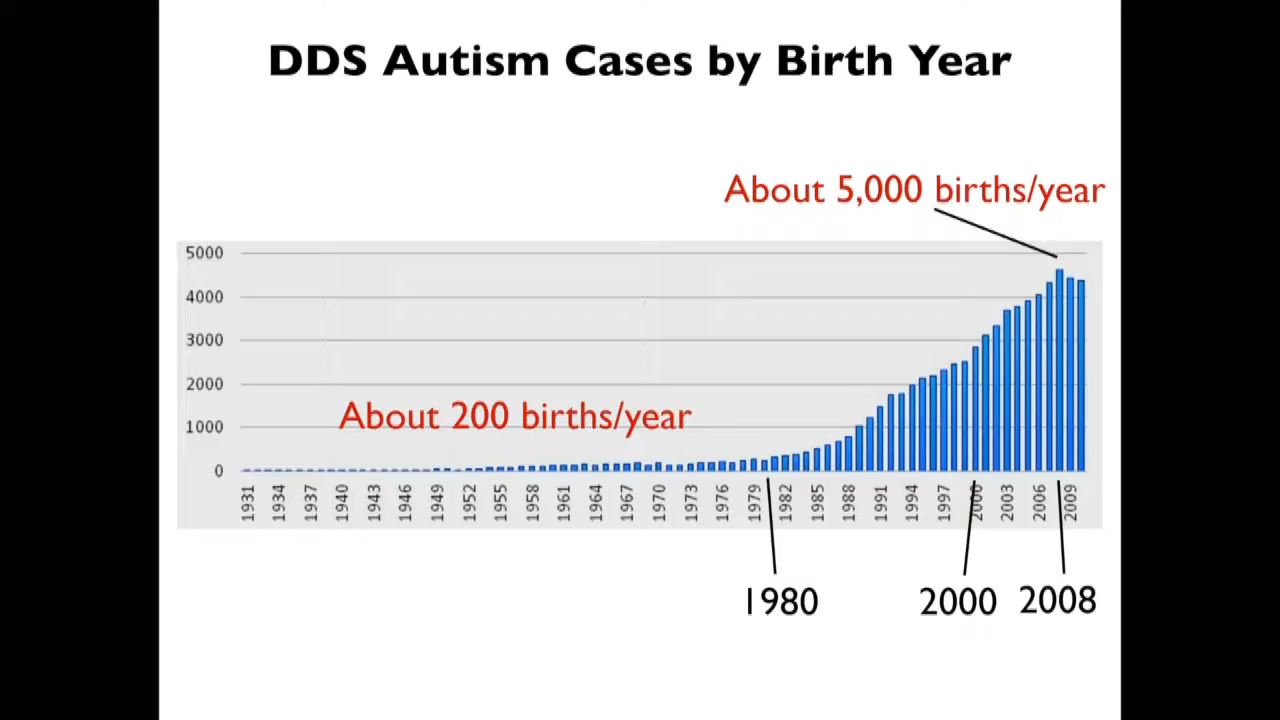 DDS Autism Cases by Birth Year
About 5,000 births/year
5000
4000
3000
2000
About 200 births/year
1000
0
1931 1934 1937 1940 1943 1946 1949 1952 1955 1958 1961 1964 1967 1970 1973 1976 1979 1982 1985 1988 1991 1994 1997 2000 2003 2006 2009
1980 2000 2008